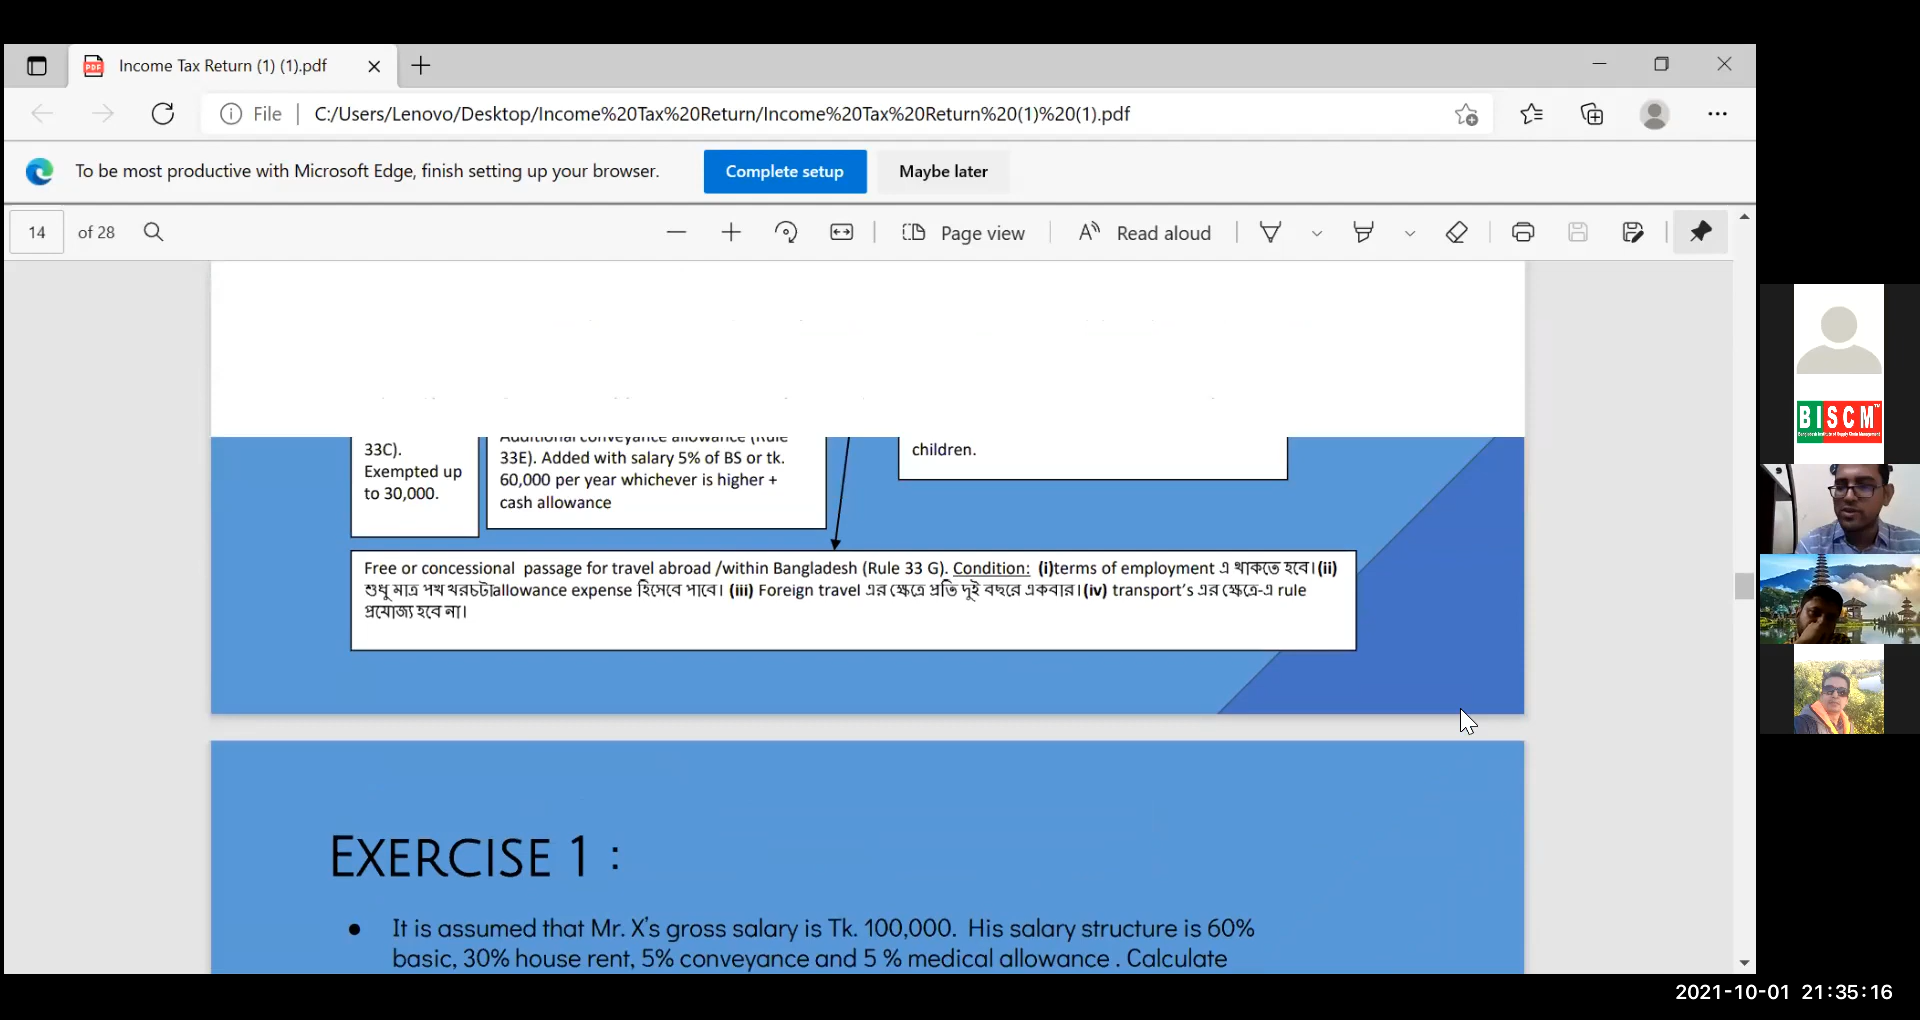 Income Tax Return (1) (1).pdf
File
C:/Users/Lenovo/Desktop/Income%20Tax%20Return/Income%20Tax%20Return%20(1)%20(1).pdf
To be most productive with Microsoft Edge, finish setting up your browser.
Complete setup
Maybe later
14
of 28
Page view
Read aloud
33C).
Exempted up
to 30,000.
Additional conveyance allowance (Rule
33E). Added with salary 5% of BS or tk.
60,000 per year whichever is higher +
cash allowance
children.
Free or concessional passage for travel abroad /within Bangladesh (Rule 33 G). Condition: (i)terms of employment এ থাকতে হবে। (ii)
শুধু মাত্র পথ খরচটাallowance expense হিসেবে পাবে। (iii) Foreign travel এর ক্ষেত্রে প্রতি দুই বছরে একবার। (iv) transport's এর ক্ষেত্রে-এ rule
প্রযোজ্য হবে না।
EXERCISE 1 :
● It is assumed that Mr. X's gross salary is Tk. 100,000. His salary structure is 60%
basic, 30% house rent, 5% conveyance and 5 % medical allowance . Calculate
BISCM
2021-10-01 21:35:16